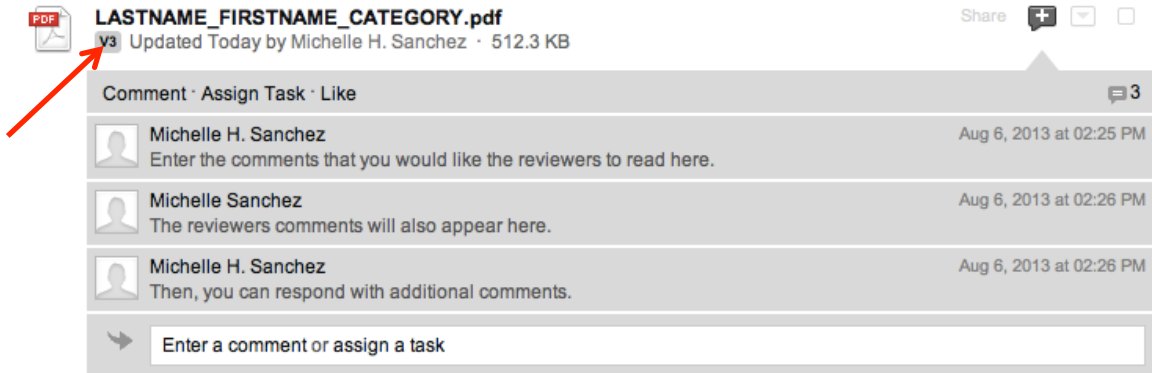 PDF
LASTNAME_FIRSTNAME_CATEGORY.pdf
Share
V3 Updated Today by Michelle H. Sanchez · 512.3 KB
Comment · Assign Task · Like
3
Michelle H. Sanchez
Aug 6, 2013 at 02:25 PM
Enter the comments that you would like the reviewers to read here.
Michelle Sanchez
Aug 6, 2013 at 02:26 PM
The reviewers comments will also appear here.
Michelle H. Sanchez
Aug 6, 2013 at 02:26 PM
Then, you can respond with additional comments.
Enter a comment or assign a task